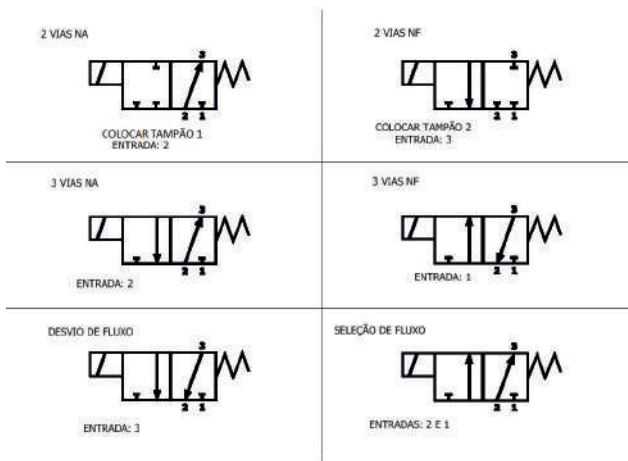 2 VIAS NA
3
2 1
COLOCAR TAMPÃO 1
ENTRADA: 2
2 VIAS NF
3
2 1
COLOCAR TAMPÃO 2
ENTRADA: 3
3 VIAS NA
3
2 1
ENTRADA: 2
3 VIAS NF
3
2 1
ENTRADA: 1
DESVIO DE FLUXO
3
2 1
ENTRADA: 3
SELEÇÃO DE FLUXO
3
2 1
ENTRADAS: 2 E 1